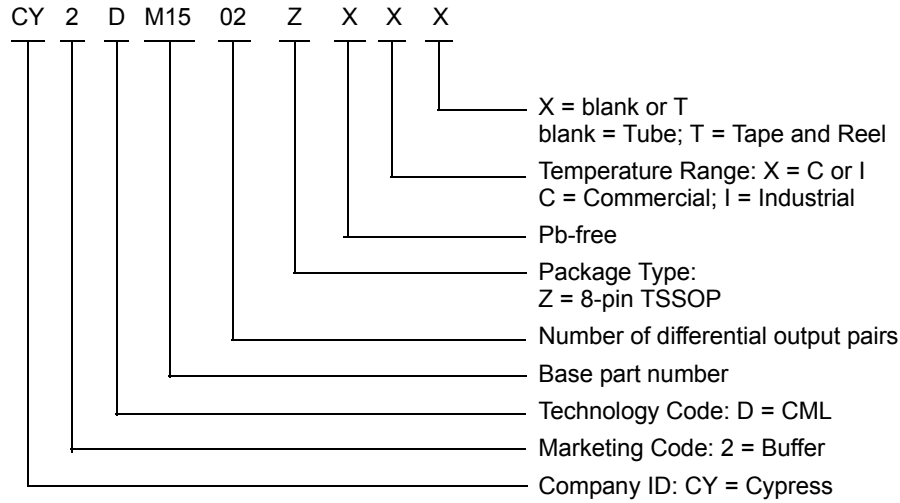 CY 2 D M15 02 Z X X X
X = blank or T
blank = Tube; T = Tape and Reel
Temperature Range: X = C or I
C = Commercial; I = Industrial
Pb-free
Package Type:
Z = 8-pin TSSOP
Number of differential output pairs
Base part number
Technology Code: D = CML
Marketing Code: 2 = Buffer
Company ID: CY = Cypress